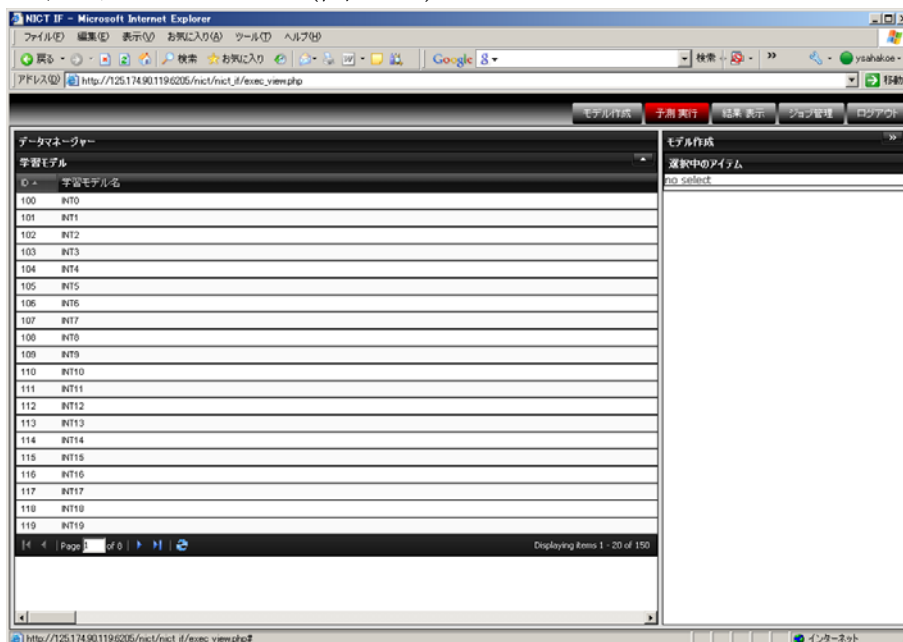 NICT IF - Microsoft Internet Explorer
ファイル(F) 編集(E) 表示(V) お気に入り(A) ツール(T) ヘルプ(H)
戻る 検索 お気に入り Google 検索 ysahakoe
アドレス(D) http://125.174.90.119:6205/nict/nict_if/exec_view.php 移動
モデル作成 予測実行 結果表示 ジョブ管理 ログアウト
データマネージャー
学習モデル
ID 学習モデル名
100 INT0
101 INT1
102 INT2
103 INT3
104 INT4
105 INT5
106 INT6
107 INT7
108 INT8
109 INT9
110 INT10
111 INT11
112 INT12
113 INT13
114 INT14
115 INT15
116 INT16
117 INT17
118 INT18
119 INT19
Page 1 of 0 Displaying items 1 - 20 of 150
モデル作成
選択中のアイテム
no select
http://125.174.90.119:6205/nict/nict_if/exec_view.php# インターネット